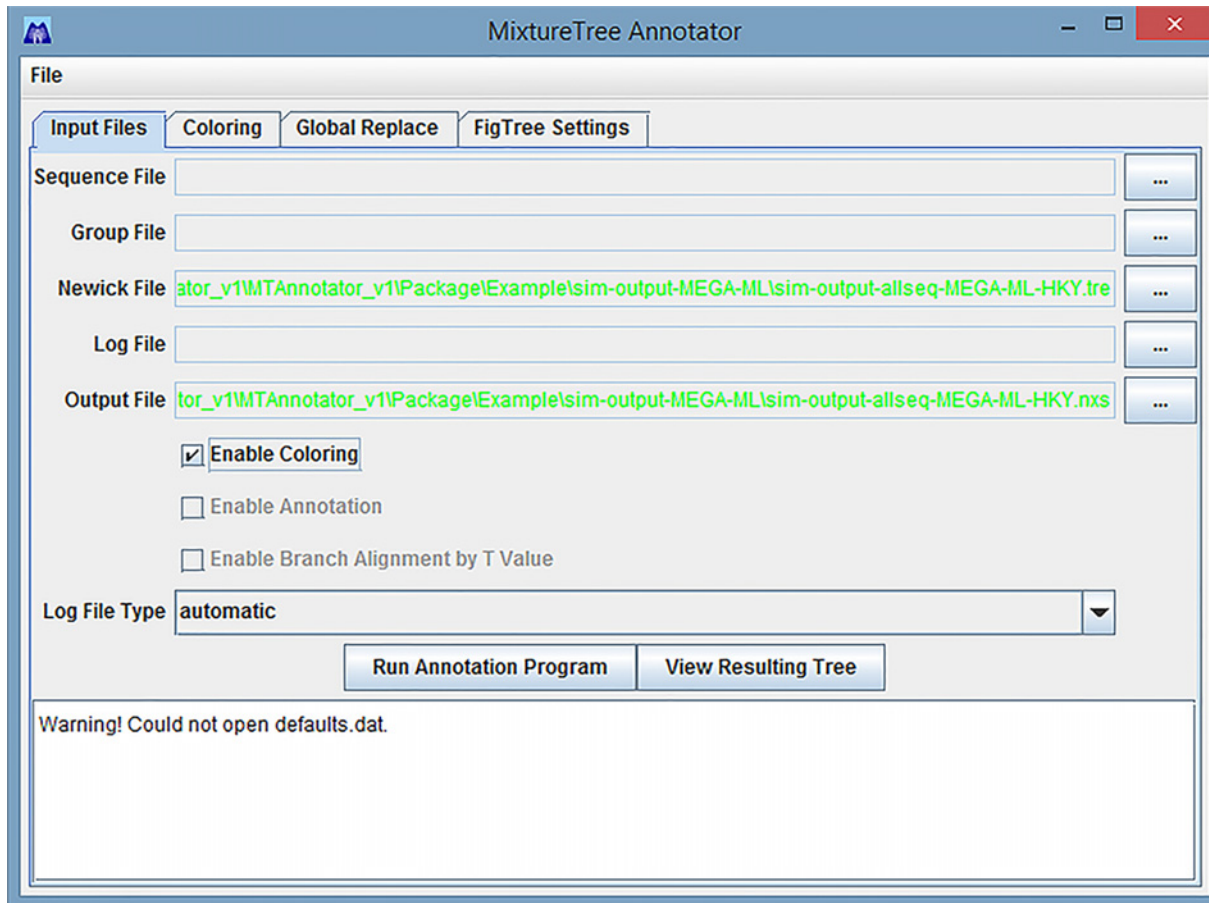 MixtureTree Annotator
File
Input Files Coloring Global Replace FigTree Settings
Sequence File ...
Group File ...
Newick File ator_v1\MTAnnotator_v1\Package\Example\sim-output-MEGA-ML\sim-output-allseq-MEGA-ML-HKY.tre ...
Log File ...
Output File tor_v1\MTAnnotator_v1\Package\Example\sim-output-MEGA-ML\sim-output-allseq-MEGA-ML-HKY.nxs ...
Enable Coloring
Enable Annotation
Enable Branch Alignment by T Value
Log File Type automatic
Run Annotation Program View Resulting Tree
Warning! Could not open defaults.dat.